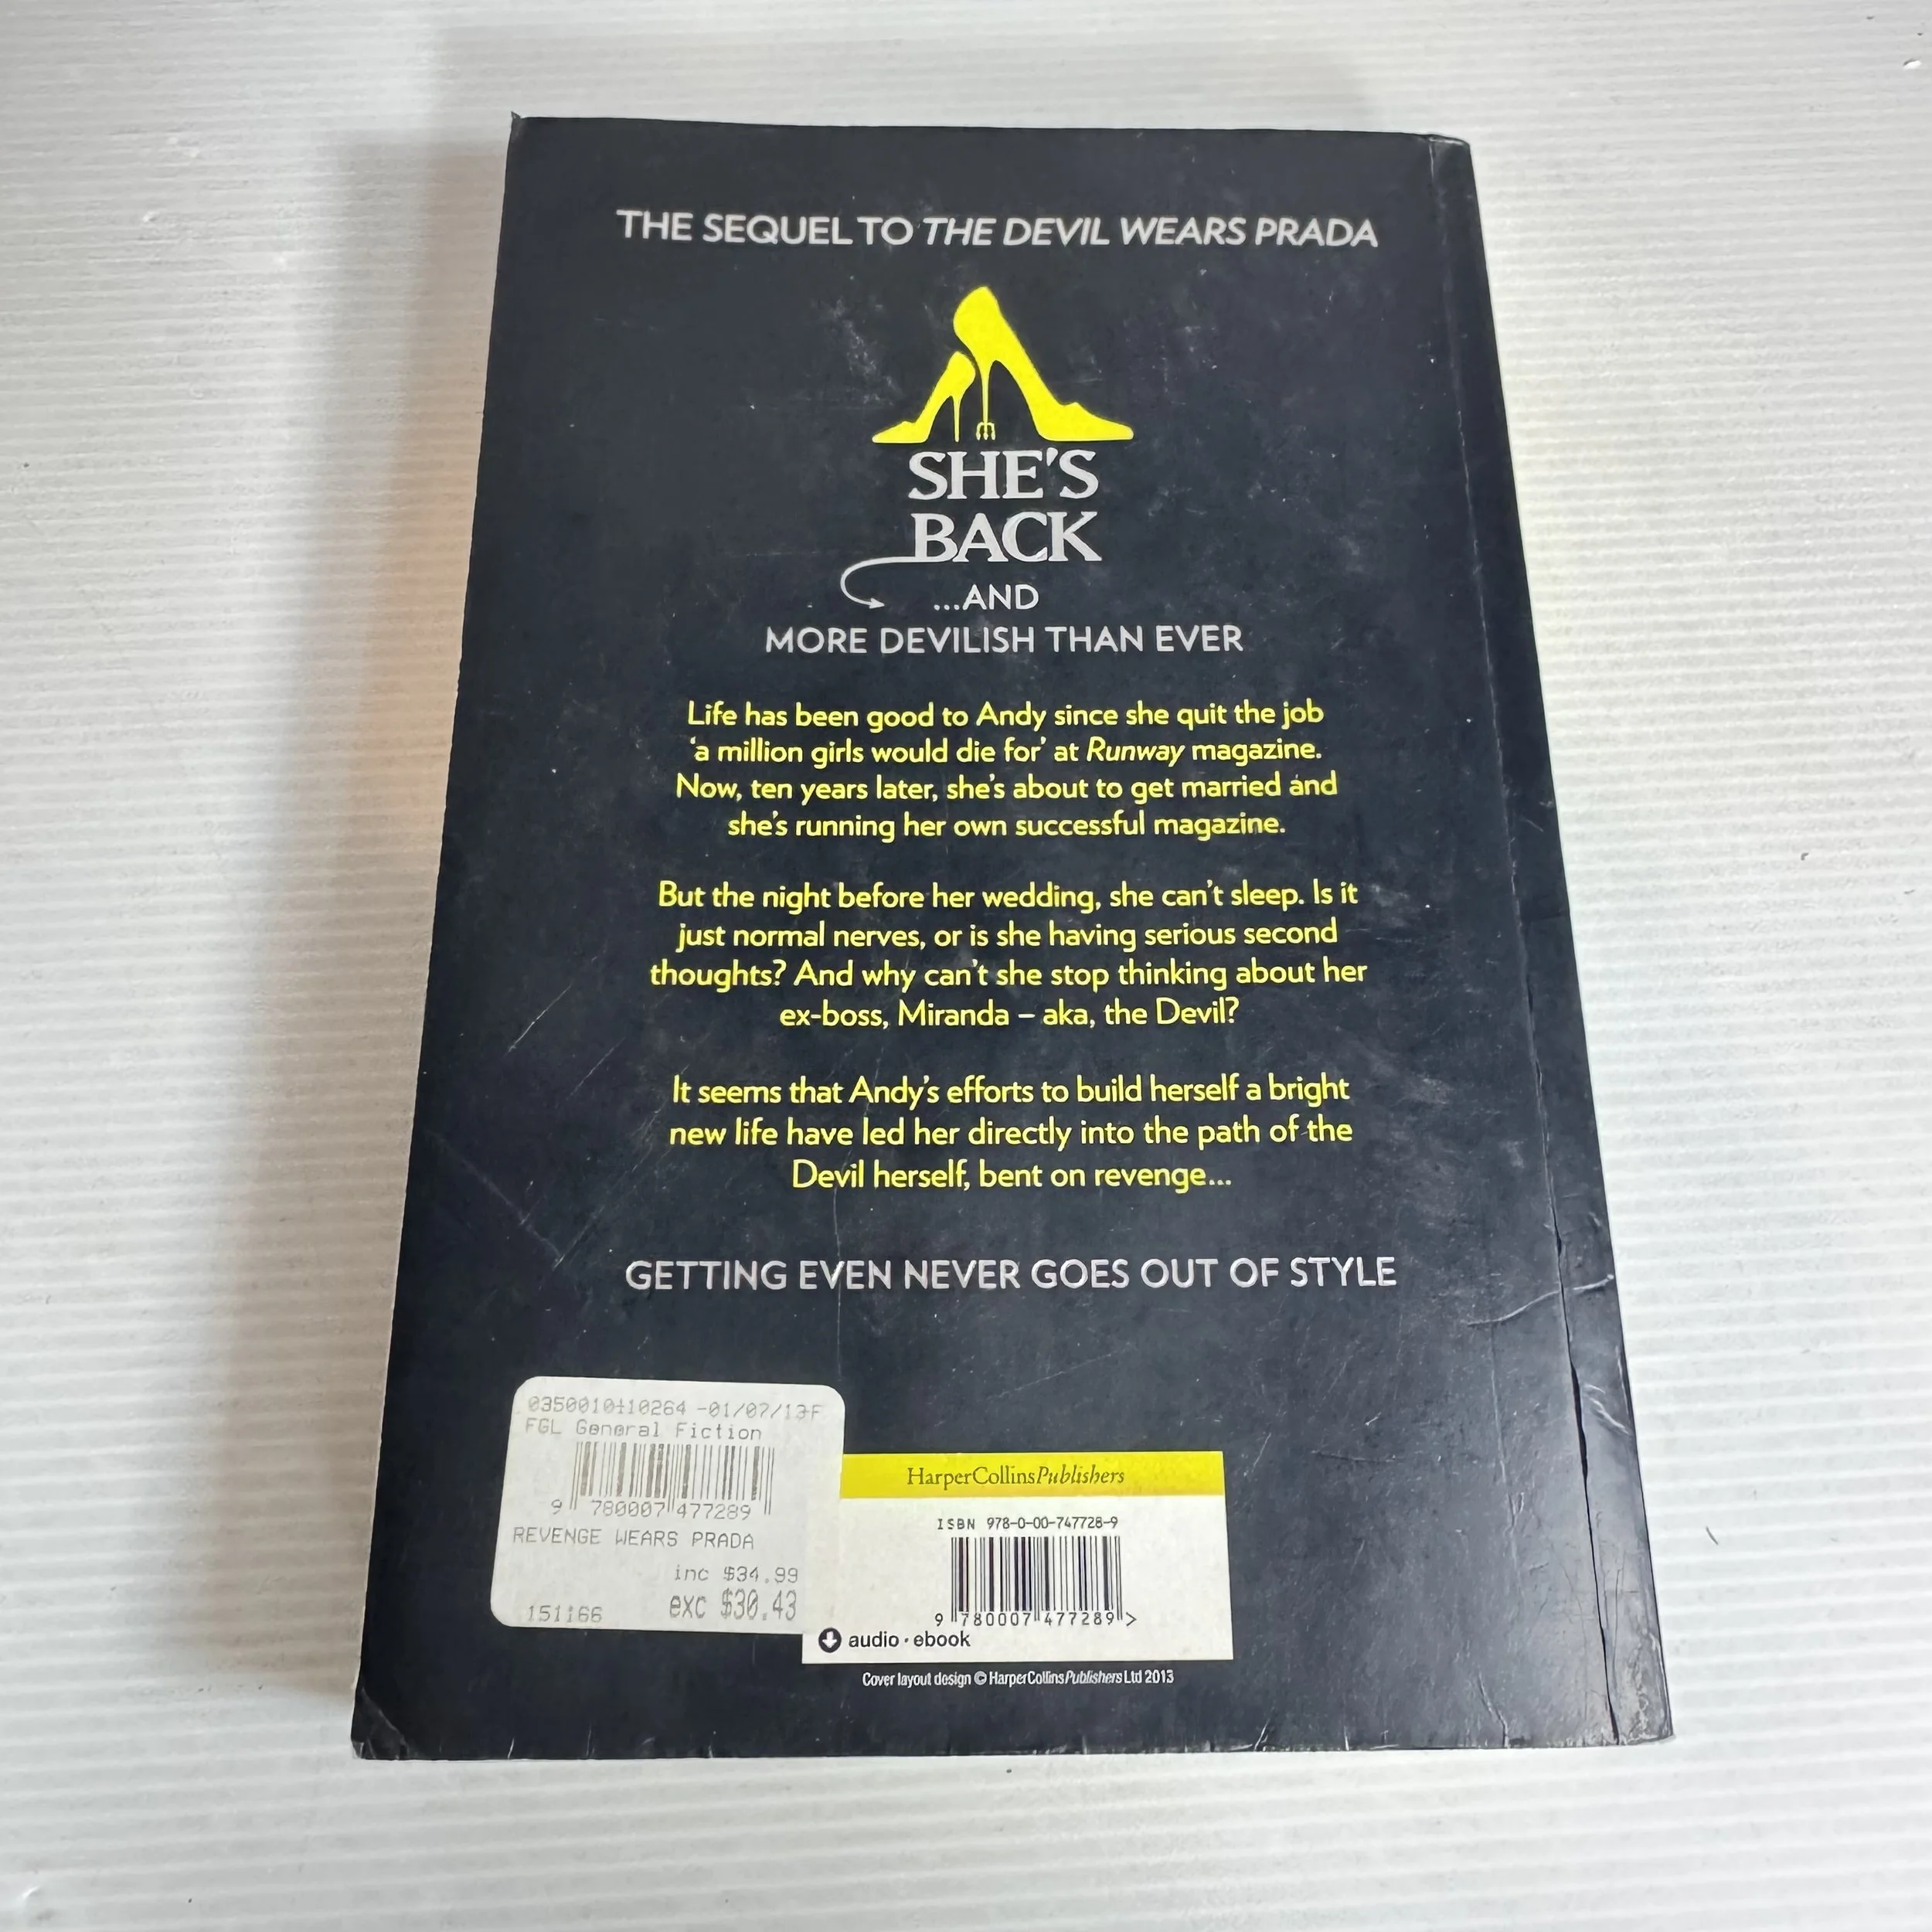 THE SEQUEL TO THE DEVIL WEARS PRADA
SHE'S
BACK
...AND
MORE DEVILISH THAN EVER
Life has been good to Andy since she quit the job
‘a million girls would die for’ at Runway magazine.
Now, ten years later, she's about to get married and
she's running her own successful magazine.
But the night before her wedding, she can't sleep. Is it
just normal nerves, or is she having serious second
thoughts? And why can't she stop thinking about her
ex-boss, Miranda – aka, the Devil?
It seems that Andy's efforts to build herself a bright
new life have led her directly into the path of the
Devil herself, bent on revenge...
GETTING EVEN NEVER GOES OUT OF STYLE
FGL General Fiction
9 780007 477289
REVENGE WEARS PRADA
inc $34.99
exc $30.43
151166
HarperCollinsPublishers
ISBN 978-0-00-747728-9
9 780007 477289 >
audio · ebook
Cover layout design © HarperCollinsPublishers Ltd 2013